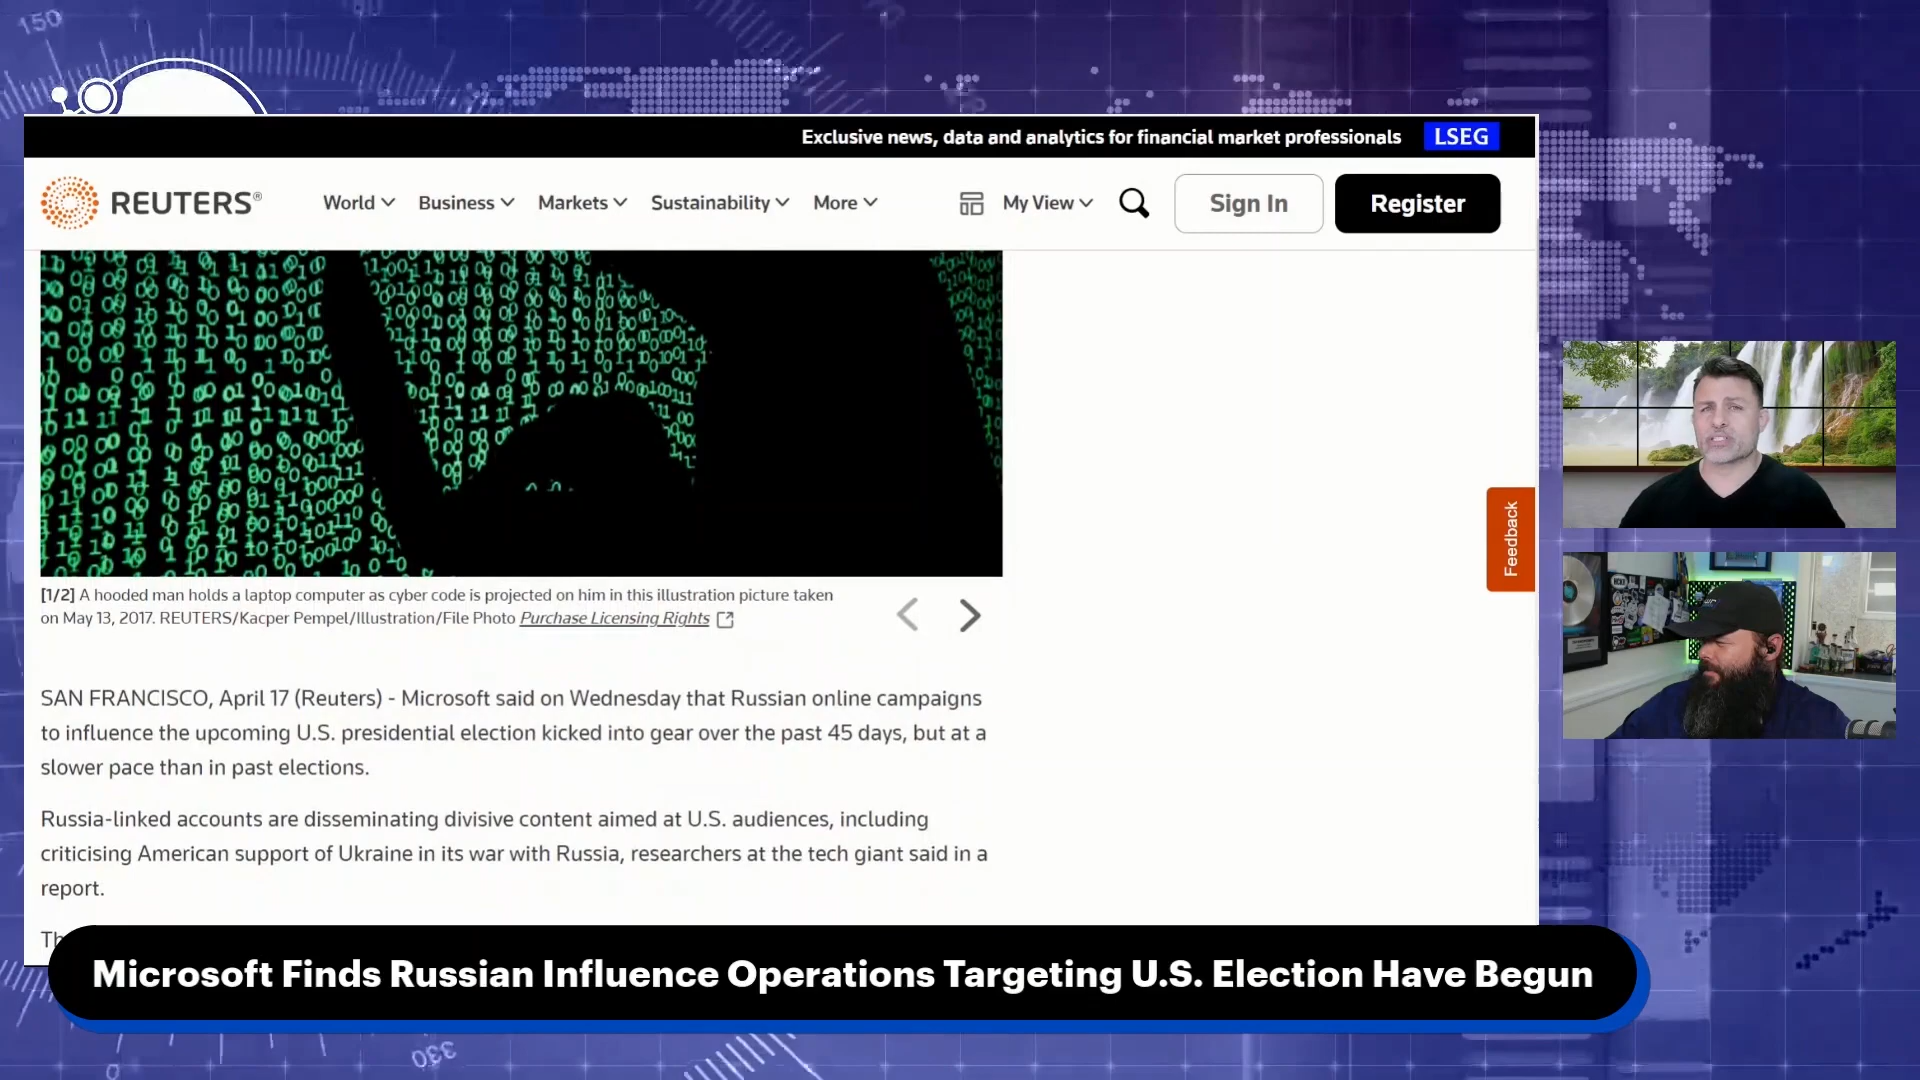 150
Exclusive news, data and analytics for financial market professionals LSEG
REUTERS® World Business Markets Sustainability More My View Sign In Register
Feedback
[1/2] A hooded man holds a laptop computer as cyber code is projected on him in this illustration picture taken
on May 13, 2017. REUTERS/Kacper Pempel/Illustration/File Photo Purchase Licensing Rights
SAN FRANCISCO, April 17 (Reuters) - Microsoft said on Wednesday that Russian online campaigns
to influence the upcoming U.S. presidential election kicked into gear over the past 45 days, but at a
slower pace than in past elections.
Russia-linked accounts are disseminating divisive content aimed at U.S. audiences, including
criticising American support of Ukraine in its war with Russia, researchers at the tech giant said in a
report.
Microsoft Finds Russian Influence Operations Targeting U.S. Election Have Begun
330
0